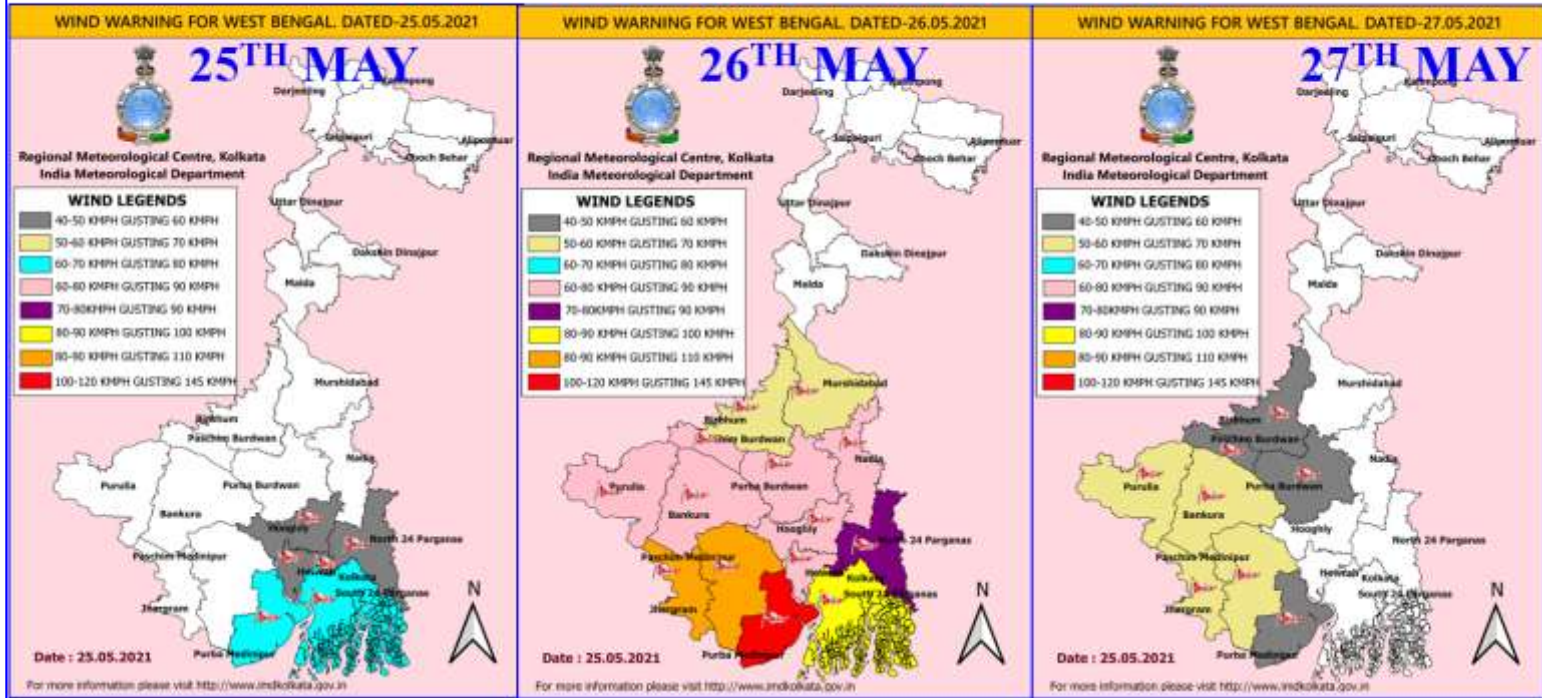 WIND WARNING FOR WEST BENGAL. DATED-25.05.2021
25TH MAY
Kalimpong
Darjeeling
Jalpaiguri
Alipurduar
Cooch Behar
Regional Meteorological Centre, Kolkata
India Meteorological Department
WIND LEGENDS
40-50 KMPH GUSTING 60 KMPH
50-60 KMPH GUSTING 70 KMPH
60-70 KMPH GUSTING 80 KMPH
60-80 KMPH GUSTING 90 KMPH
70-80KMPH GUSTING 90 KMPH
80-90 KMPH GUSTING 100 KMPH
80-90 KMPH GUSTING 110 KMPH
100-120 KMPH GUSTING 145 KMPH
Uttar Dinajpur
Dakshin Dinajpur
Malda
Murshidabad
Birbhum
Paschim Burdwan
Nadia
Purulia
Purba Burdwan
Bankura
Hooghly
North 24 Parganas
Paschim Medinipur
Howrah
Kolkata
South 24 Parganas
Jhargram
N
Purba Medinipur
Date : 25.05.2021
For more information please visit http://www.imdkolkata.gov.in
WIND WARNING FOR WEST BENGAL. DATED-26.05.2021
26TH MAY
Kalimpong
Darjeeling
Jalpaiguri
Alipurduar
Cooch Behar
Regional Meteorological Centre, Kolkata
India Meteorological Department
WIND LEGENDS
40-50 KMPH GUSTING 60 KMPH
50-60 KMPH GUSTING 70 KMPH
60-70 KMPH GUSTING 80 KMPH
60-80 KMPH GUSTING 90 KMPH
70-80KMPH GUSTING 90 KMPH
80-90 KMPH GUSTING 100 KMPH
80-90 KMPH GUSTING 110 KMPH
100-120 KMPH GUSTING 145 KMPH
Uttar Dinajpur
Dakshin Dinajpur
Malda
Murshidabad
Birbhum
Burdwan
Nadia
Purulia
Purba Burdwan
Bankura
Hooghly
North 24 Parganas
Paschim Medinipur
Howrah
Kolkata
South 24 Parganas
Jhargram
N
Purba Medinipur
Date : 25.05.2021
For more information please visit http://www.imdkolkata.gov.in
WIND WARNING FOR WEST BENGAL. DATED-27.05.2021
27TH MAY
Kalimpong
Darjeeling
Jalpaiguri
Alipurduar
Cooch Behar
Regional Meteorological Centre, Kolkata
India Meteorological Department
WIND LEGENDS
40-50 KMPH GUSTING 60 KMPH
50-60 KMPH GUSTING 70 KMPH
60-70 KMPH GUSTING 80 KMPH
60-80 KMPH GUSTING 90 KMPH
70-80KMPH GUSTING 90 KMPH
80-90 KMPH GUSTING 100 KMPH
80-90 KMPH GUSTING 110 KMPH
100-120 KMPH GUSTING 145 KMPH
Uttar Dinajpur
Dakshin Dinajpur
Malda
Murshidabad
Birbhum
Paschim Burdwan
Nadia
Purulia
Purba Burdwan
Bankura
Hooghly
North 24 Parganas
Paschim Medinipur
Howrah
Kolkata
South 24 Parganas
Jhargram
N
Purba Medinipur
Date : 25.05.2021
For more information please visit http://www.imdkolkata.gov.in